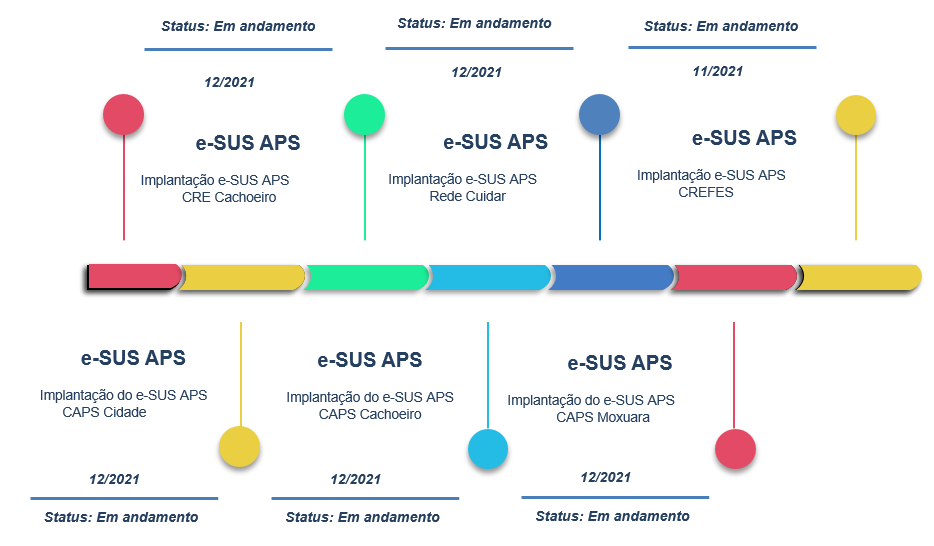 Status: Em andamento
12/2021
e-SUS APS
Implantação e-SUS APS
CRE Cachoeiro
Status: Em andamento
12/2021
e-SUS APS
Implantação e-SUS APS
Rede Cuidar
Status: Em andamento
11/2021
e-SUS APS
Implantação e-SUS APS
CREFES
e-SUS APS
Implantação do e-SUS APS
CAPS Cidade
12/2021
Status: Em andamento
e-SUS APS
Implantação do e-SUS APS
CAPS Cachoeiro
12/2021
Status: Em andamento
e-SUS APS
Implantação do e-SUS APS
CAPS Moxuara
12/2021
Status: Em andamento